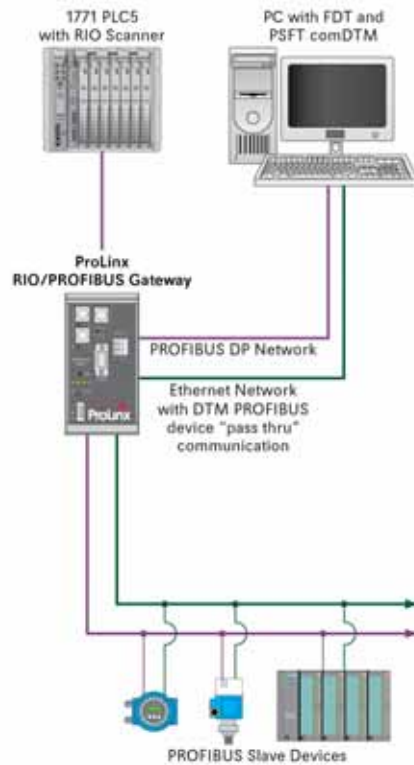 1771 PLC5
with RIO Scanner
PC with FDT and
PSFT comDTM
ProLinx
RIO/PROFIBUS Gateway
PROFIBUS DP Network
Ethernet Network
with DTM PROFIBUS
device "pass thru"
communication
ProLinx
PROFIBUS Slave Devices